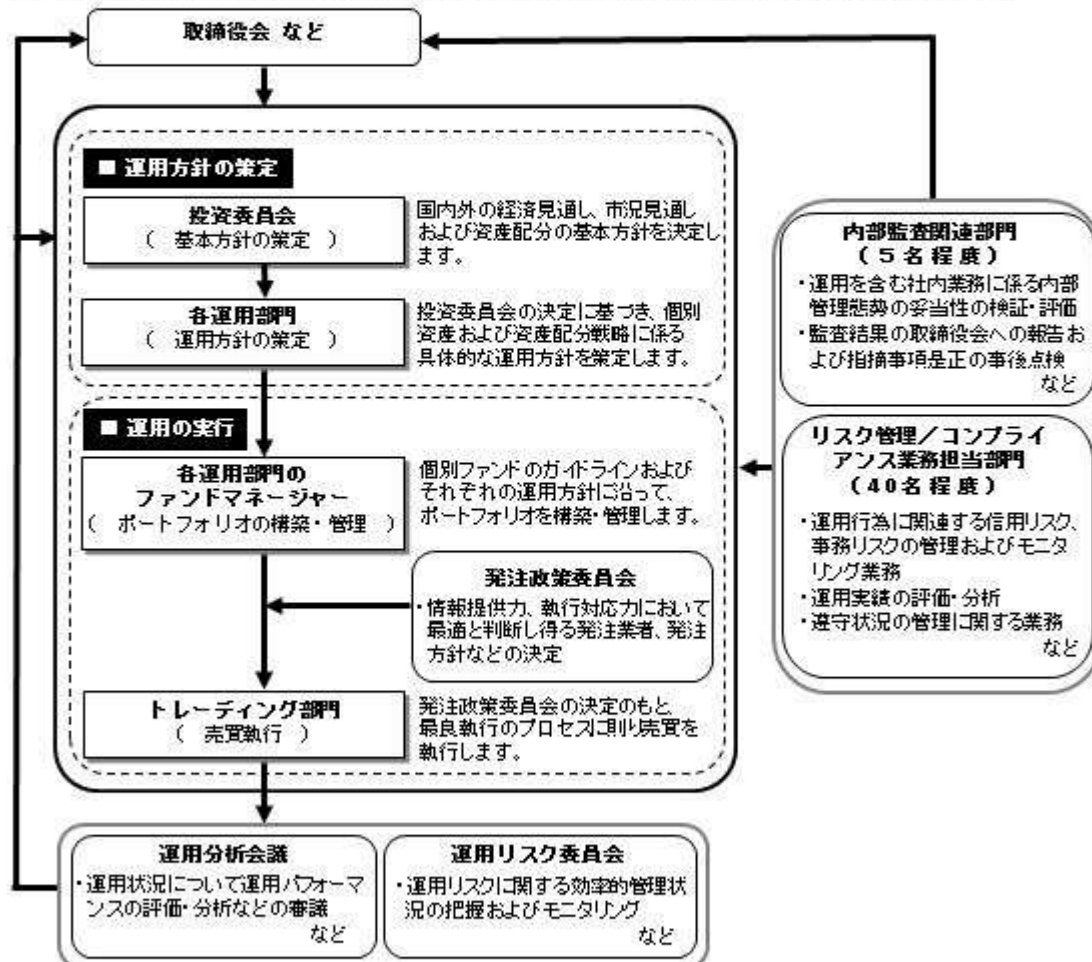 取締役会 など
■ 運用方針の策定
投資委員会
( 基本方針の策定 )
国内外の経済見通し、市況見通し
および資産配分の基本方針を決定し
ます。
各運用部門
( 運用方針の策定 )
投資委員会の決定に基づき、個別
資産および資産配分戦略に係る
具体的な運用方針を策定します。
■ 運用の実行
各運用部門の
ファンドマネージャー
( ポートフォリオの構築・管理 )
個別ファンドのガイドラインおよび
それぞれの運用方針に沿って、
ポートフォリオを構築・管理します。
発注政策委員会
・情報提供力、執行対応力において
最適と判断し得る発注業者、発注
方針などの決定
トレーディング部門
( 売買執行 )
発注政策委員会の決定のもと、
最良執行のプロセスに則り売買を
執行します。
内部監査関連部門
(5名程度)
・運用を含む社内業務に係る内部
管理態勢の妥当性の検証・評価
・監査結果の取締役会への報告お
よび指摘事項是正の事後点検
など
リスク管理/コンプライ
アンス業務担当部門
(40名程度)
・運用行為に関連する信用リスク、
事務リスクの管理およびモニタ
リング業務
・運用実績の評価・分析
・遵守状況の管理に関する業務
など
運用分析会議
・運用状況について運用パフォーマ
ンスの評価・分析などの審議
など
運用リスク委員会
・運用リスクに関する効率的管理状
況の把握およびモニタリング
など